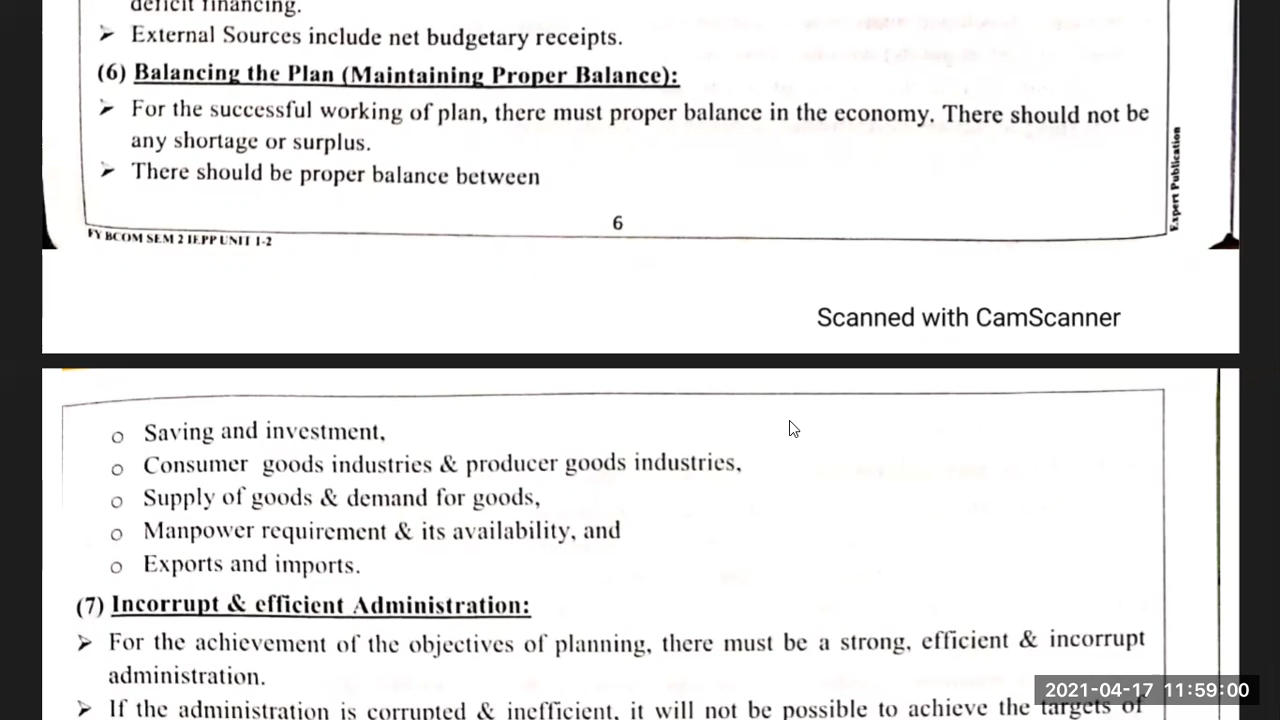 deficit financing.
➢ External Sources include net budgetary receipts.
(6) Balancing the Plan (Maintaining Proper Balance):
➢ For the successful working of plan, there must proper balance in the economy. There should not be
any shortage or surplus.
➢ There should be proper balance between
6
FY BCOM SEM 2 IEPP UNIT 1-2
Expert Publication
Scanned with CamScanner
o Saving and investment,
o Consumer goods industries & producer goods industries,
o Supply of goods & demand for goods,
o Manpower requirement & its availability, and
o Exports and imports.
(7) Incorrupt & efficient Administration:
➢ For the achievement of the objectives of planning, there must be a strong, efficient & incorrupt
administration.
➢ If the administration is corrupted & inefficient, it will not be possible to achieve the targets of
2021-04-17 11:59:00